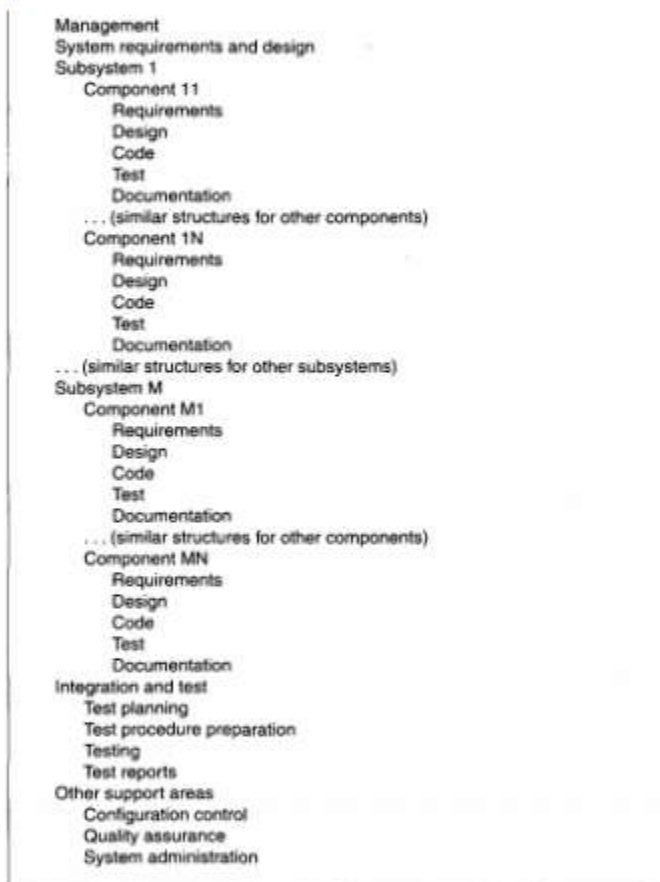 Management
System requirements and design
Subsystem 1
Component 11
Requirements
Design
Code
Test
Documentation
. . . (similar structures for other components)
Component 1N
Requirements
Design
Code
Test
Documentation
. . . (similar structures for other subsystems)
Subsystem M
Component M1
Requirements
Design
Code
Test
Documentation
. . . (similar structures for other components)
Component MN
Requirements
Design
Code
Test
Documentation
Integration and test
Test planning
Test procedure preparation
Testing
Test reports
Other support areas
Configuration control
Quality assurance
System administration